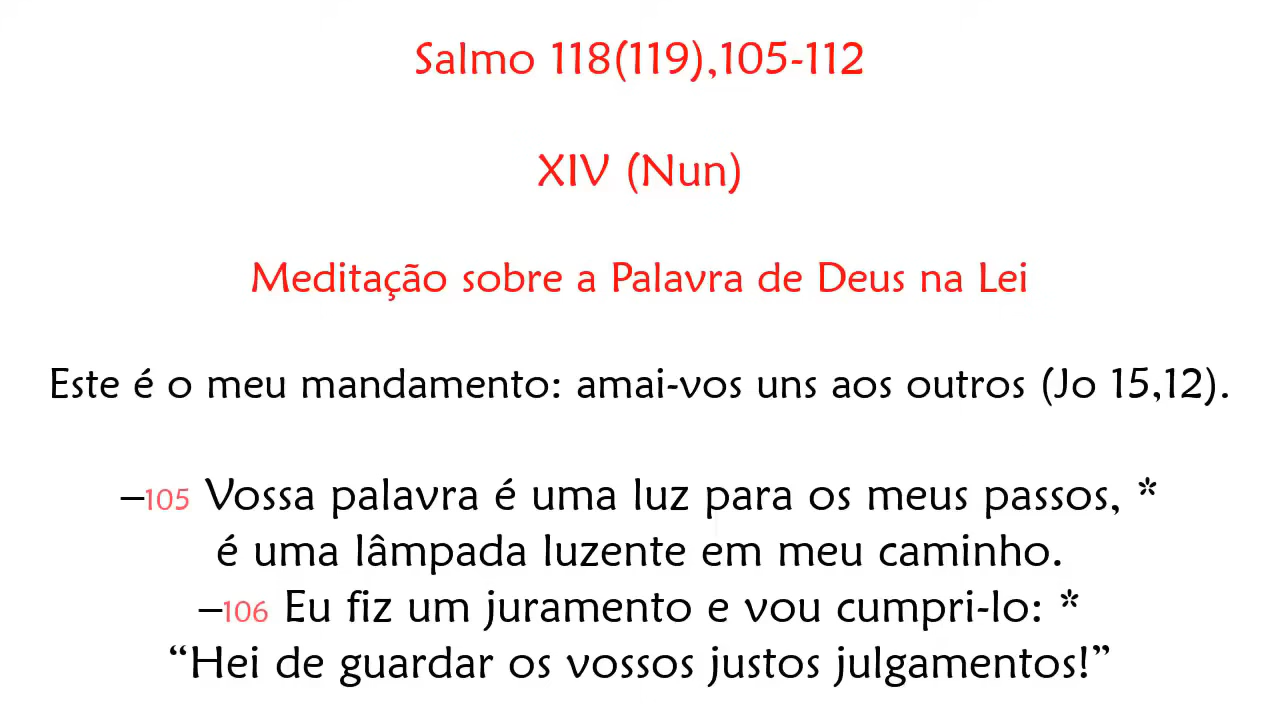 Salmo 118(119),105-112
XIV (Nun)
Meditação sobre a Palavra de Deus na Lei
Este é o meu mandamento: amai-vos uns aos outros (Jo 15,12).
–105 Vossa palavra é uma luz para os meus passos, *
é uma lâmpada luzente em meu caminho.
–106 Eu fiz um juramento e vou cumpri-lo: *
“Hei de guardar os vossos justos julgamentos!”